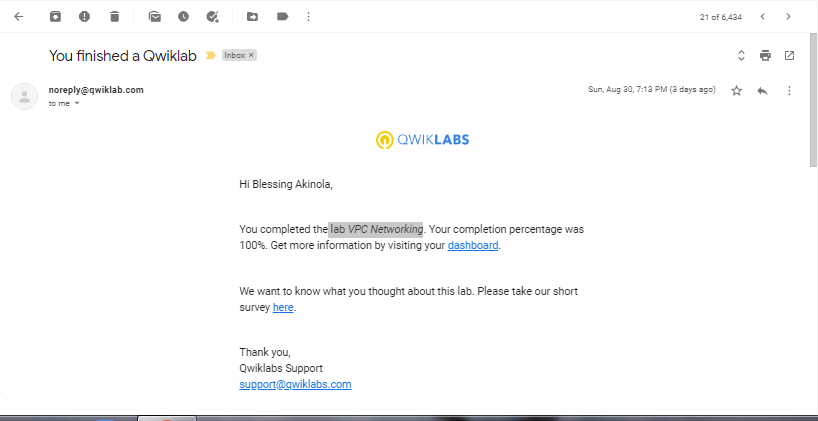 21 of 6,434
You finished a Qwiklab
Inbox ×
noreply@qwiklab.com
Sun, Aug 30, 7:13 PM (3 days ago)
to me
QWIKLABS
Hi Blessing Akinola,
You completed the lab VPC Networking. Your completion percentage was
100%. Get more information by visiting your dashboard.
We want to know what you thought about this lab. Please take our short
survey here.
Thank you,
Qwiklabs Support
support@qwiklabs.com